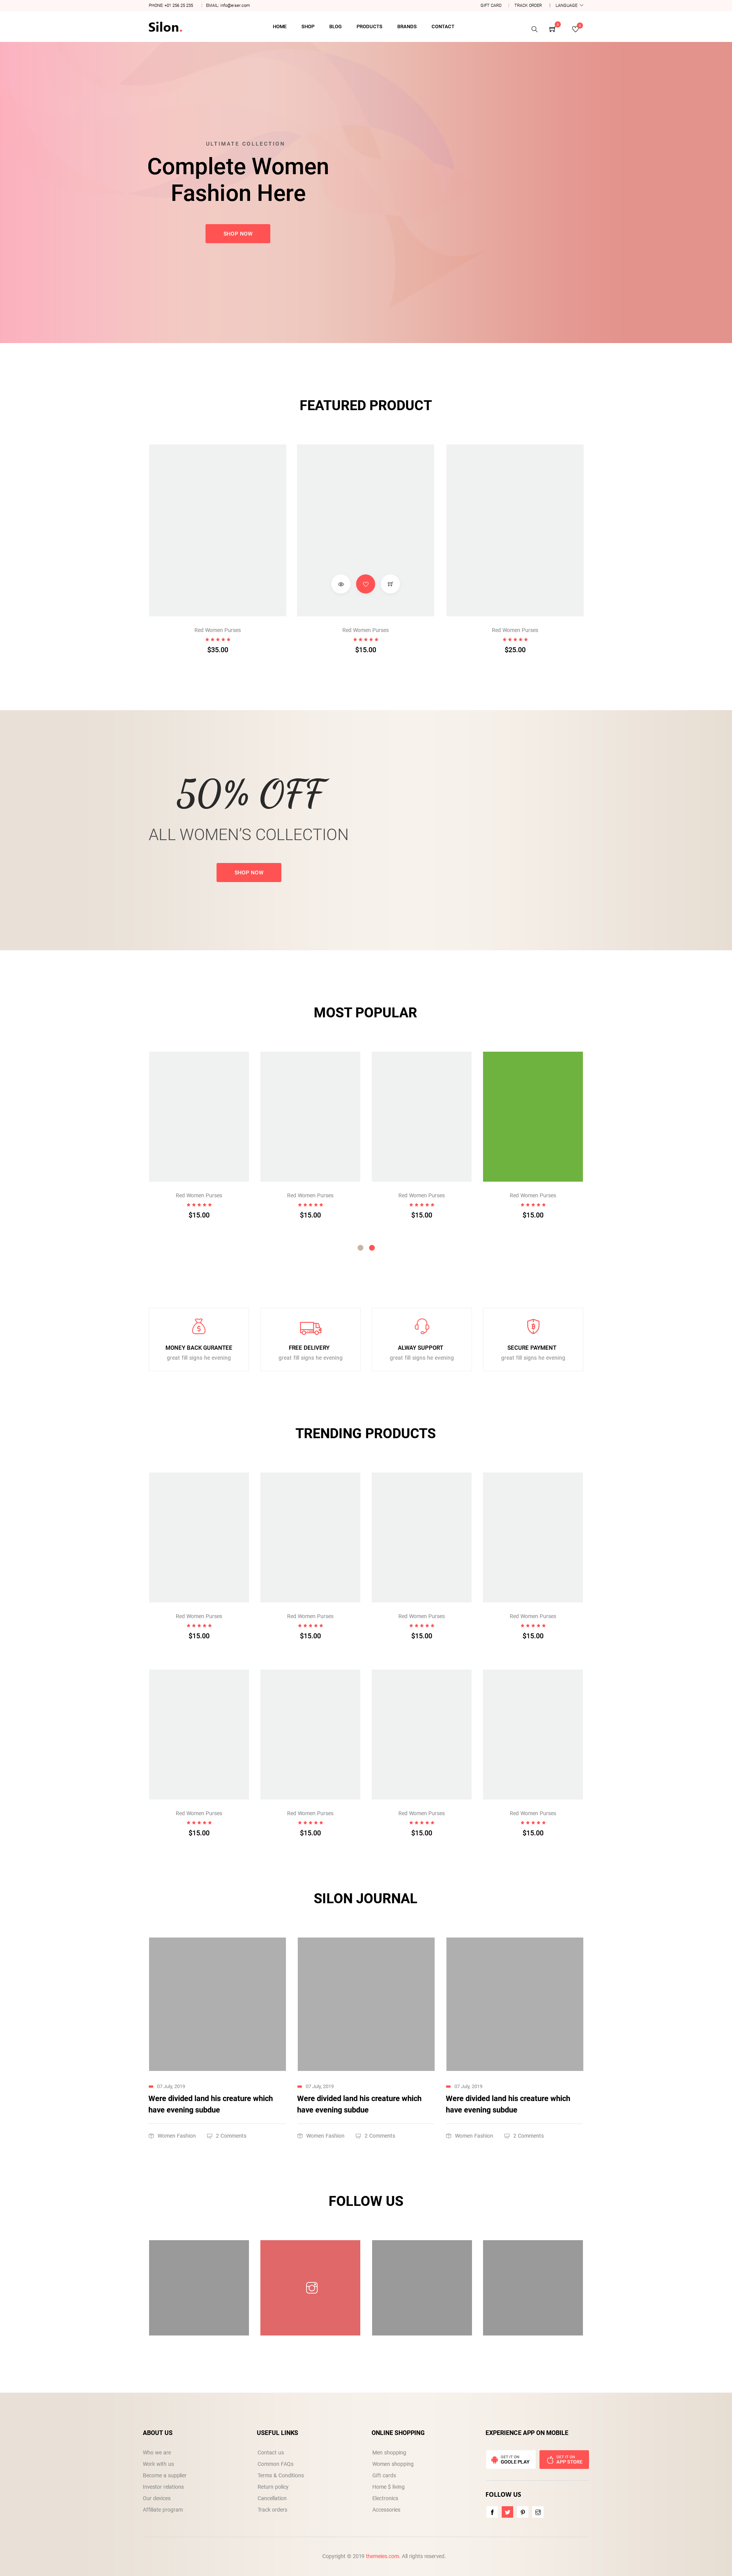 PHONE: +01 256 25 235 | EMAIL: info@eiser.com GIFT CARD | TRACK ORDER | LANGUAGE
Silon. HOME SHOP BLOG PRODUCTS BRANDS CONTACT
ULTIMATE COLLECTION
Complete Women
Fashion Here
SHOP NOW
FEATURED PRODUCT
Red Women Purses Red Women Purses Red Women Purses
$35.00 $15.00 $25.00
50% OFF
ALL WOMEN'S COLLECTION
SHOP NOW
MOST POPULAR
Red Women Purses Red Women Purses Red Women Purses Red Women Purses
$15.00 $15.00 $15.00 $15.00
MONEY BACK GURANTEE FREE DELIVERY ALWAY SUPPORT SECURE PAYMENT
great fill signs he evening great fill signs he evening great fill signs he evening great fill signs he evening
TRENDING PRODUCTS
Red Women Purses Red Women Purses Red Women Purses Red Women Purses
$15.00 $15.00 $15.00 $15.00
Red Women Purses Red Women Purses Red Women Purses Red Women Purses
$15.00 $15.00 $15.00 $15.00
SILON JOURNAL
07 July, 2019 07 July, 2019 07 July, 2019
Were divided land his creature which Were divided land his creature which Were divided land his creature which
have evening subdue have evening subdue have evening subdue
Women Fashion 2 Comments Women Fashion 2 Comments Women Fashion 2 Comments
FOLLOW US
ABOUT US USEFUL LINKS ONLINE SHOPPING EXPERIENCE APP ON MOBILE
Who we are Contact us Men shopping
Work with us Common FAQs Women shopping
Become a supplier Terms & Conditions Gift cards
Investor relations Return policy Home $ living
Our devices Cancellation Electronics
Affiliate program Track orders Accessories
GET IT ON GET IT ON
GOOLE PLAY APP STORE
FOLLOW US
Copyright © 2019 themeies.com. All rights reserved.